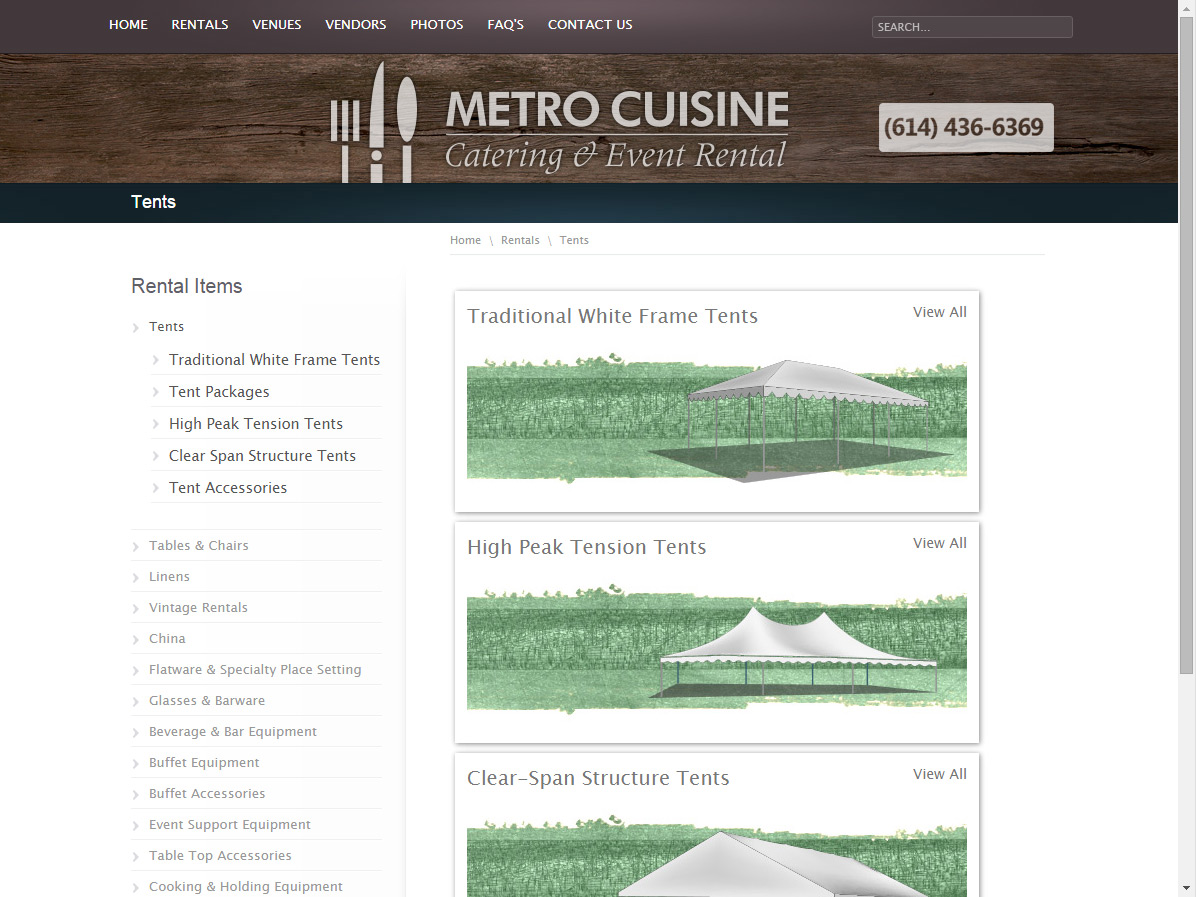 HOME RENTALS VENUES VENDORS PHOTOS FAQ'S CONTACT US
SEARCH...
METRO CUISINE
Catering & Event Rental
(614) 436-6369
Tents
Home \ Rentals \ Tents
Rental Items
Tents
Traditional White Frame Tents
Tent Packages
High Peak Tension Tents
Clear Span Structure Tents
Tent Accessories
Tables & Chairs
Linens
Vintage Rentals
China
Flatware & Specialty Place Setting
Glasses & Barware
Beverage & Bar Equipment
Buffet Equipment
Buffet Accessories
Event Support Equipment
Table Top Accessories
Cooking & Holding Equipment
Traditional White Frame Tents
View All
High Peak Tension Tents
View All
Clear-Span Structure Tents
View All